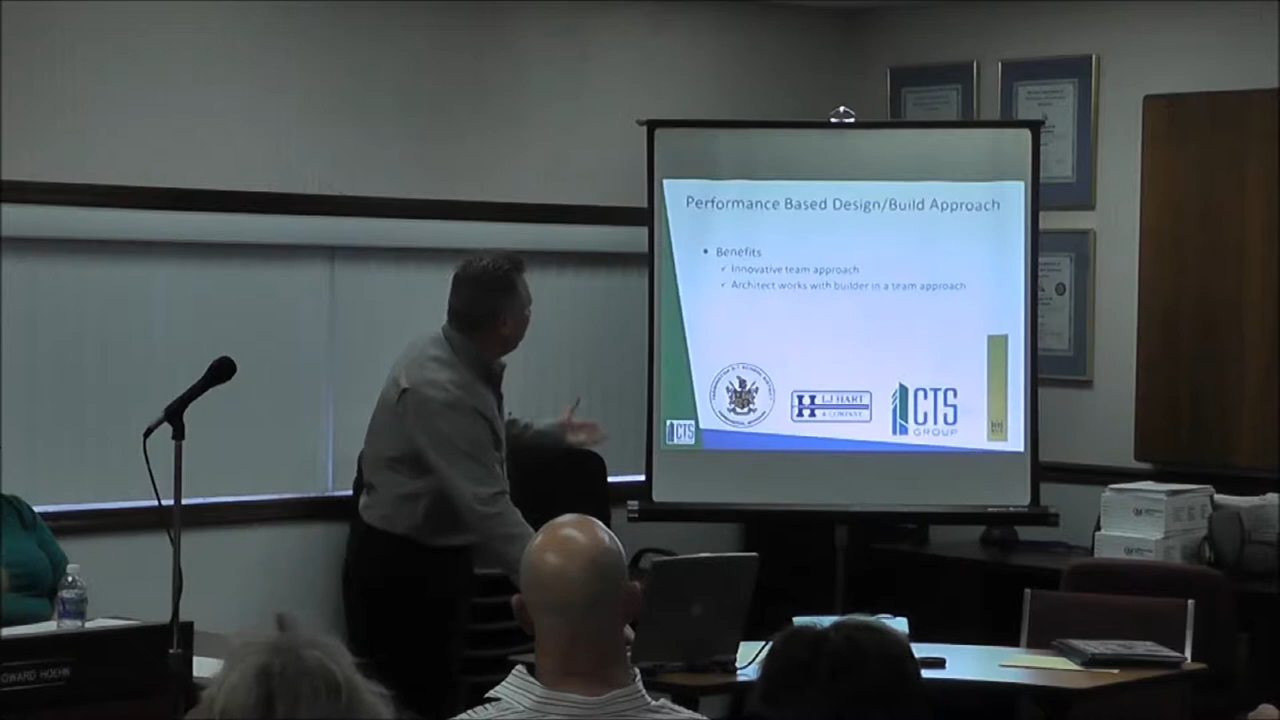 Performance Based Design/Build Approach
• Benefits
✓ Innovative team approach
✓ Architect works with builder in a team approach
L.J. HART
& COMPANY
CTS
GROUP
CTS
HOWARD HOEHN